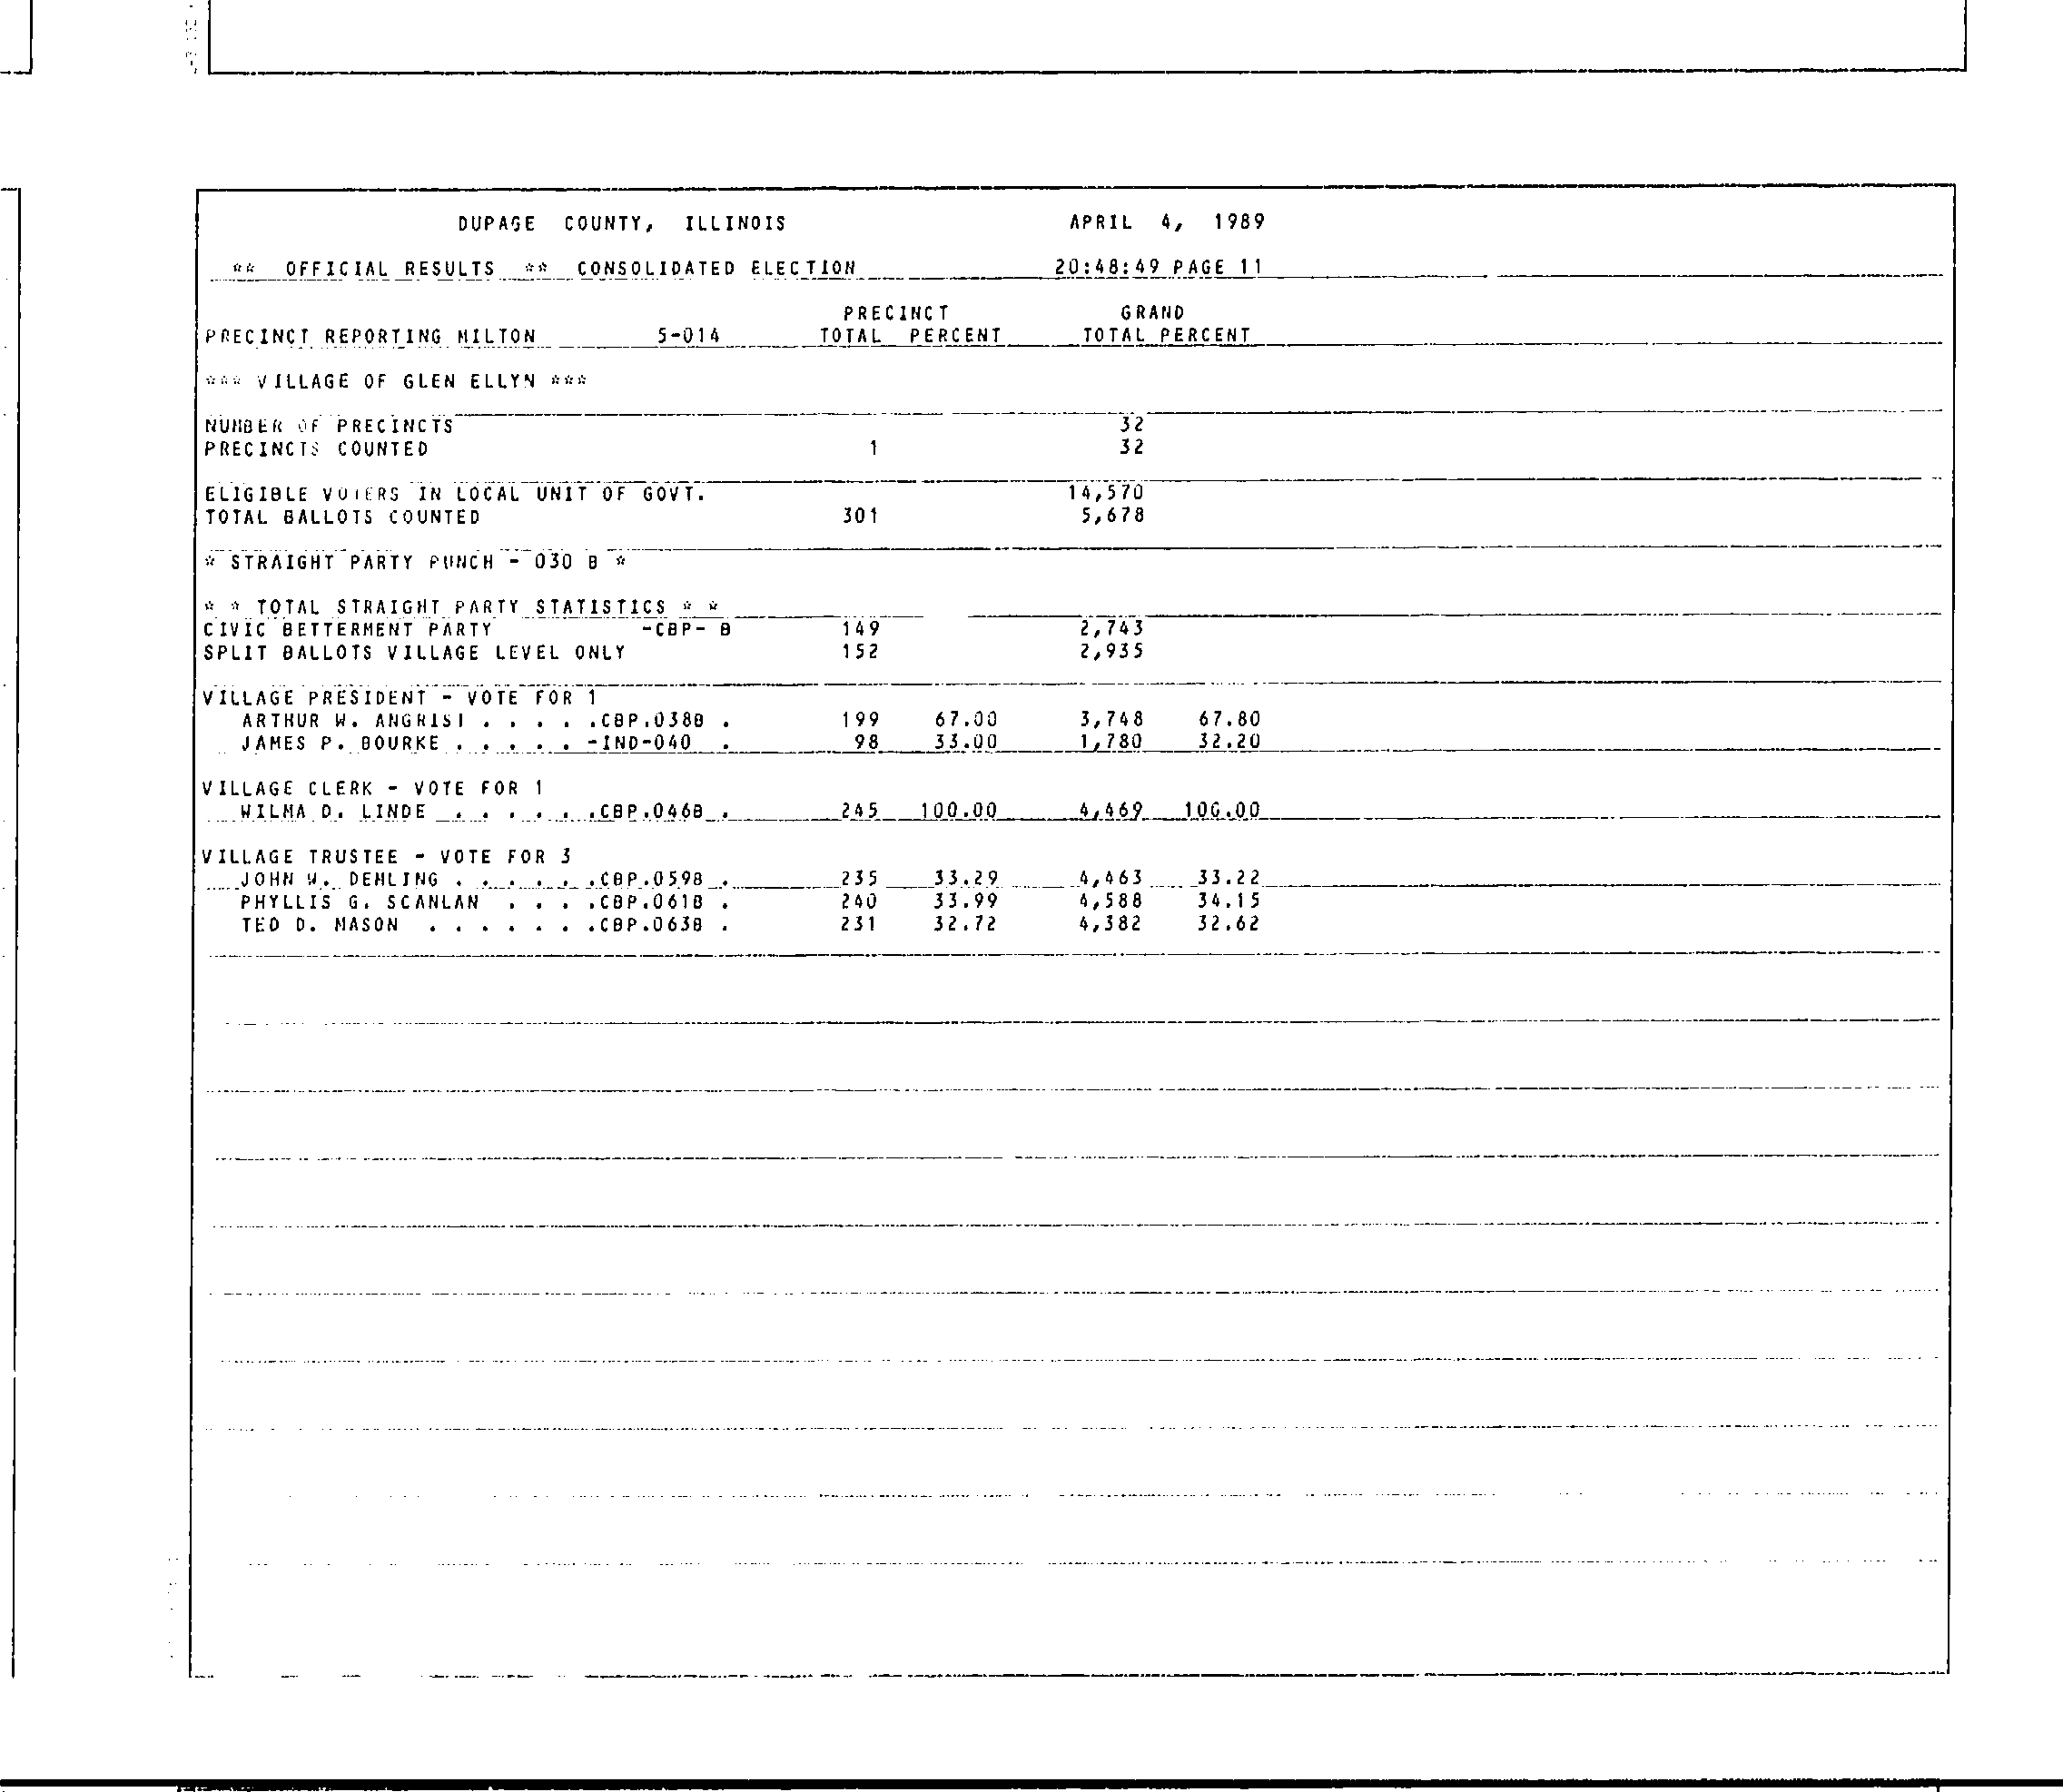 DUPAGE COUNTY, ILLINOIS APRIL 4, 1989
** OFFICIAL RESULTS ** CONSOLIDATED ELECTION 20:48:49 PAGE 11
PRECINCT GRAND
PRECINCT REPORTING MILTON 5-014 TOTAL PERCENT TOTAL PERCENT
*** VILLAGE OF GLEN ELLYN ***
NUMBER OF PRECINCTS 32
PRECINCTS COUNTED 1 32
ELIGIBLE VOTERS IN LOCAL UNIT OF GOVT. 14,570
TOTAL BALLOTS COUNTED 301 5,678
* STRAIGHT PARTY PUNCH - 030 B *
* * TOTAL STRAIGHT PARTY STATISTICS * *
CIVIC BETTERMENT PARTY -CBP- B 149 2,743
SPLIT BALLOTS VILLAGE LEVEL ONLY 152 2,935
VILLAGE PRESIDENT - VOTE FOR 1
ARTHUR W. ANGRISI . . . . .CBP.038B . 199 67.00 3,748 67.80
JAMES P. BOURKE . . . . . -IND-040 . 98 33.00 1,780 32.20
VILLAGE CLERK - VOTE FOR 1
WILMA D. LINDE . . . . . .CBP.046B . 245 100.00 4,469 100.00
VILLAGE TRUSTEE - VOTE FOR 3
JOHN W. DEMLING . . . . . .CBP.059B . 235 33.29 4,463 33.22
PHYLLIS G. SCANLAN . . . .CBP.061B . 240 33.99 4,588 34.15
TED D. MASON . . . . . . .CBP.063B . 231 32.72 4,382 32.62